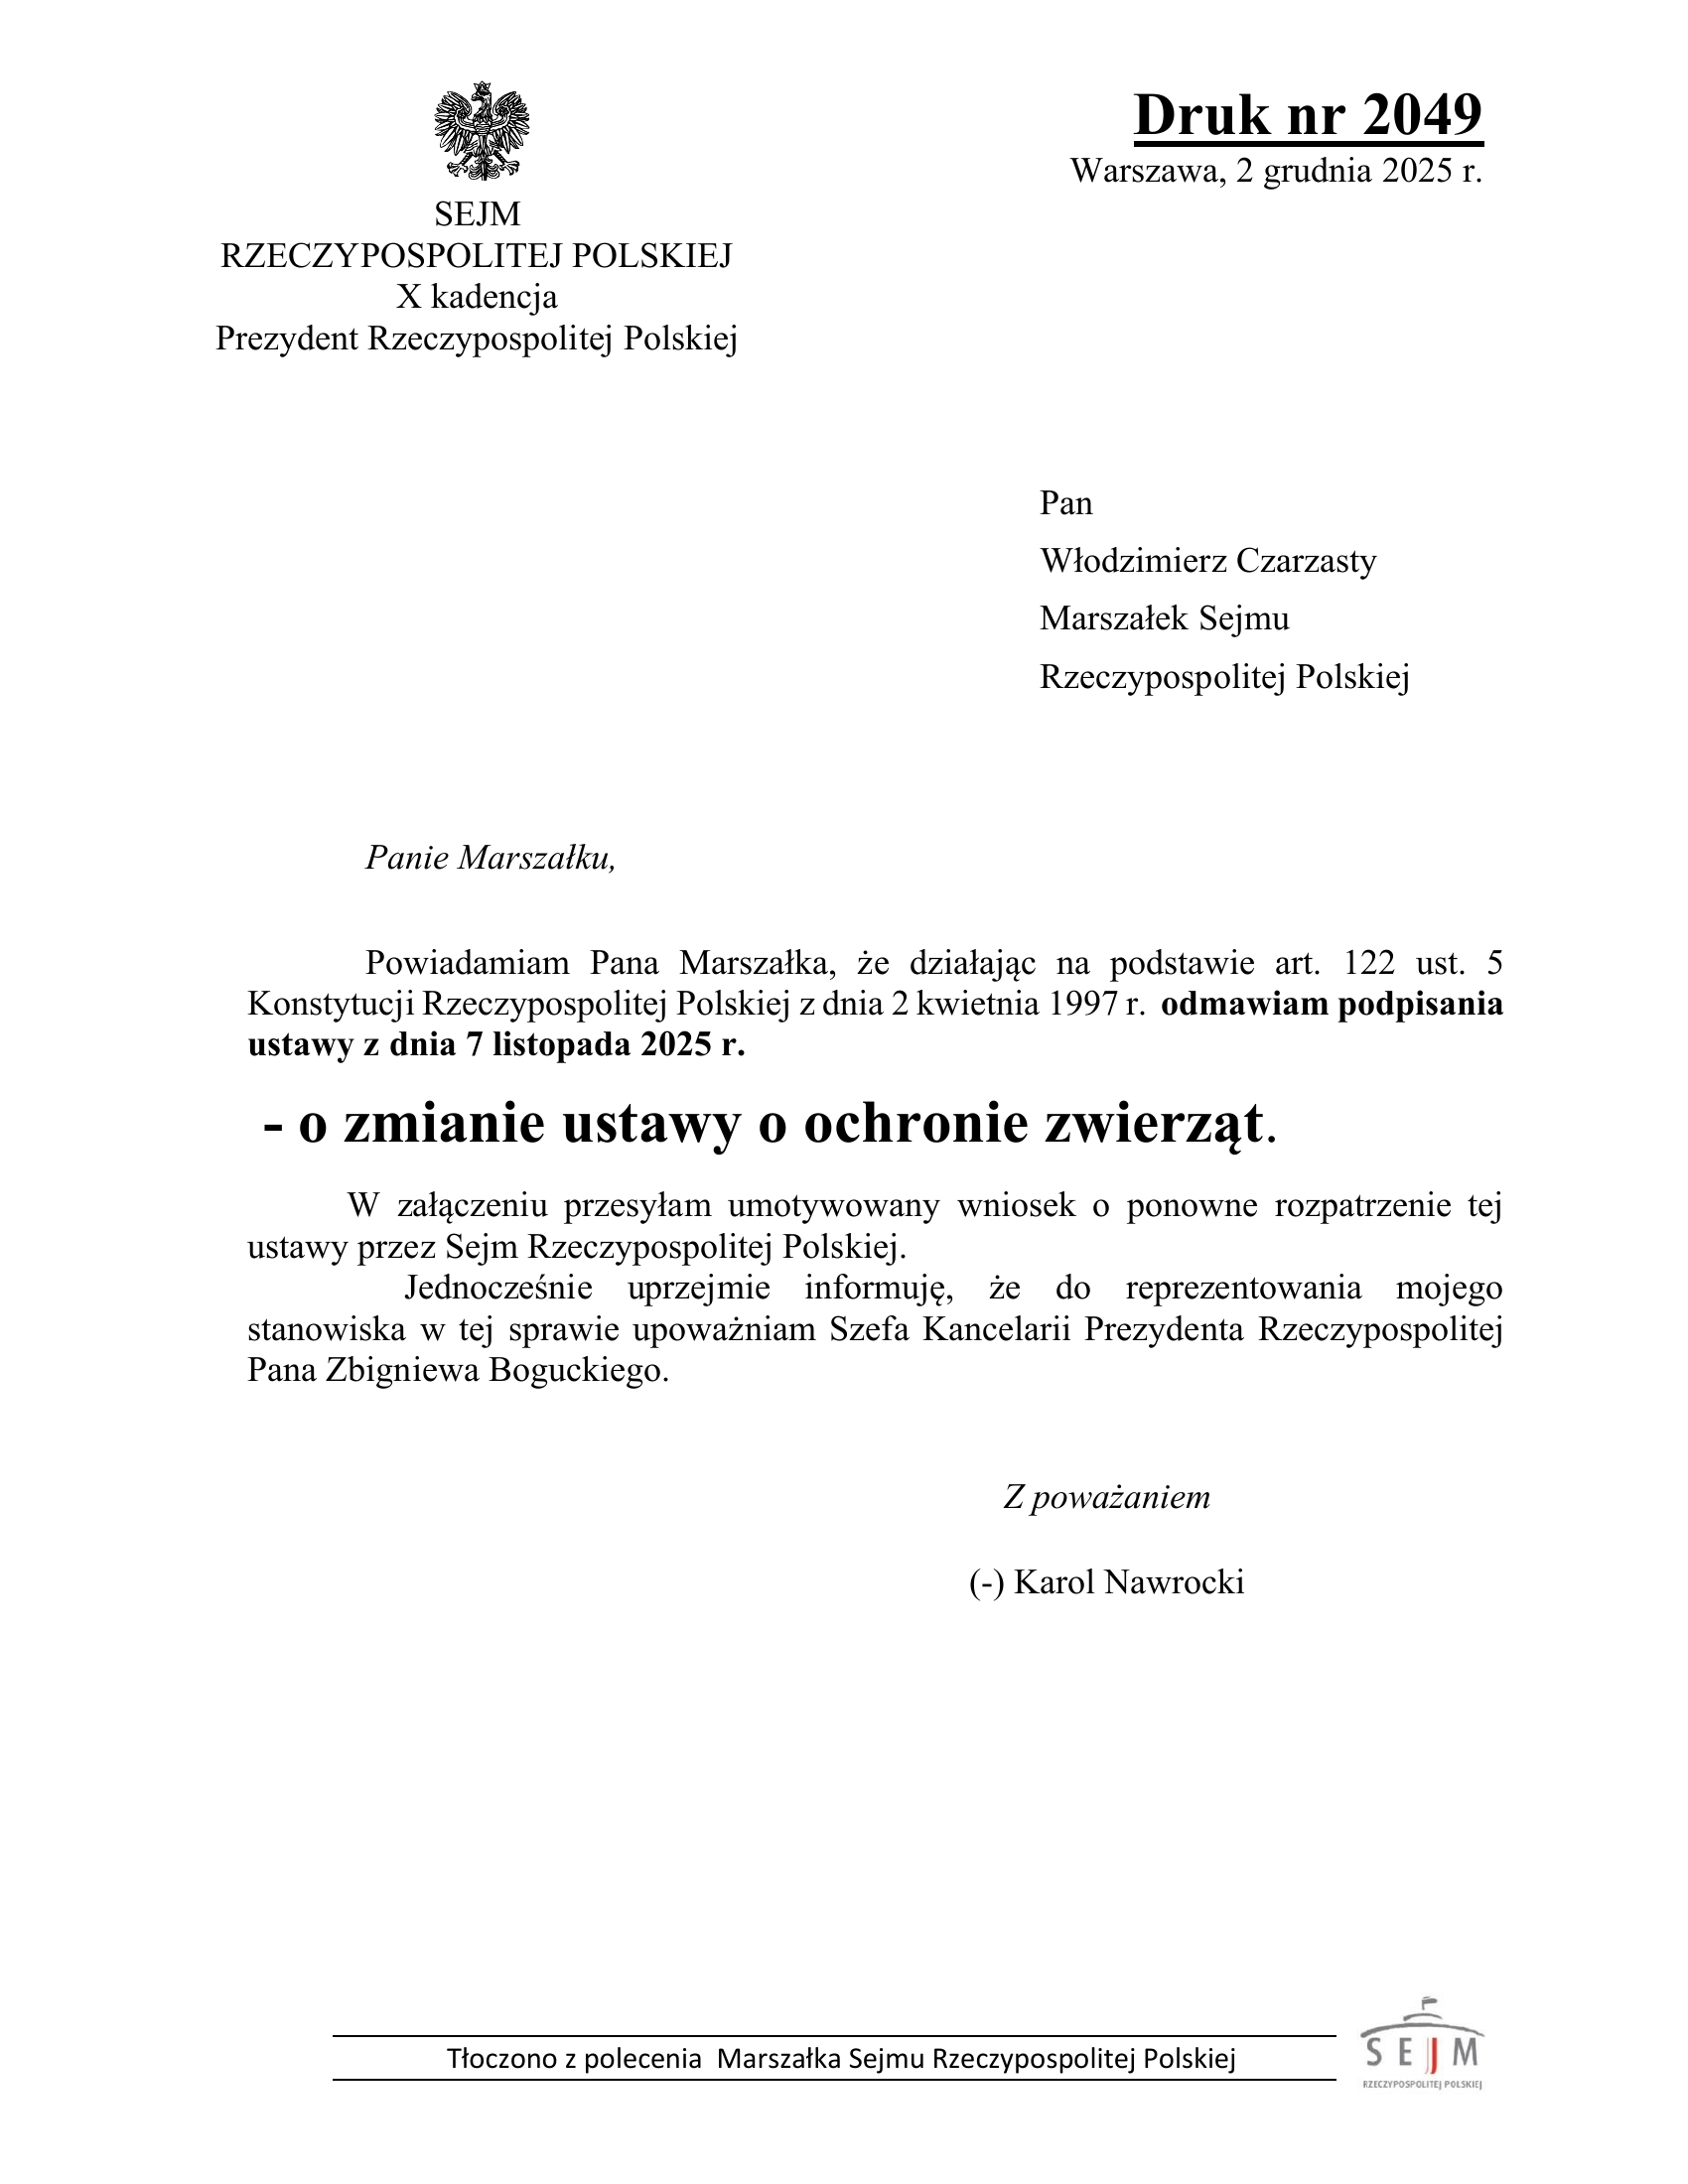 Druk nr 2049
Warszawa, 2 grudnia 2025 r.
SEJM
RZECZYPOSPOLITEJ POLSKIEJ
X kadencja
Prezydent Rzeczypospolitej Polskiej
Pan
Włodzimierz Czarzasty
Marszałek Sejmu
Rzeczypospolitej Polskiej
Panie Marszałku,
Powiadamiam Pana Marszałka, że działając na podstawie art. 122 ust. 5
Konstytucji Rzeczypospolitej Polskiej z dnia 2 kwietnia 1997 r. odmawiam podpisania
ustawy z dnia 7 listopada 2025 r.
- o zmianie ustawy o ochronie zwierząt.
W załączeniu przesyłam umotywowany wniosek o ponowne rozpatrzenie tej
ustawy przez Sejm Rzeczypospolitej Polskiej.
Jednocześnie uprzejmie informuję, że do reprezentowania mojego
stanowiska w tej sprawie upoważniam Szefa Kancelarii Prezydenta Rzeczypospolitej
Pana Zbigniewa Boguckiego.
Z poważaniem
(-) Karol Nawrocki
Tłoczono z polecenia Marszałka Sejmu Rzeczypospolitej Polskiej
SEJM
RZECZYPOSPOLITEJ POLSKIEJ